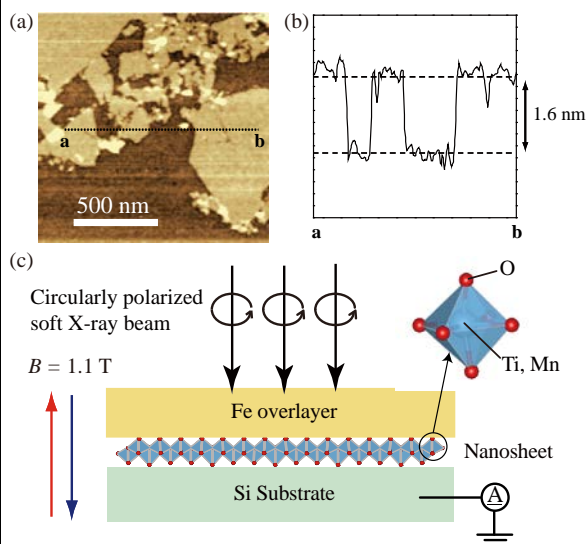 (a)
a
b
500 nm
(b)
1.6 nm
a
b
(c)
Circularly polarized
soft X-ray beam
B = 1.1 T
O
Ti, Mn
Fe overlayer
Nanosheet
Si Substrate
A